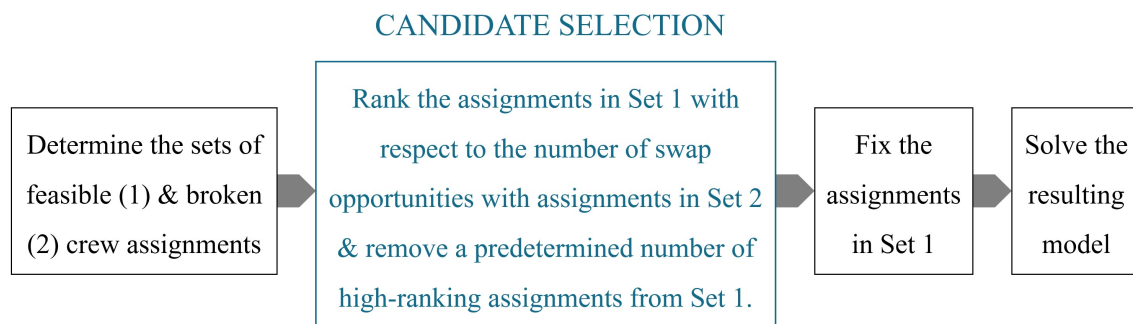 CANDIDATE SELECTION
Determine the sets of
feasible (1) & broken
(2) crew assignments
Rank the assignments in Set 1 with
respect to the number of swap
opportunities with assignments in Set 2
& remove a predetermined number of
high-ranking assignments from Set 1.
Fix the
assignments
in Set 1
Solve the
resulting
model